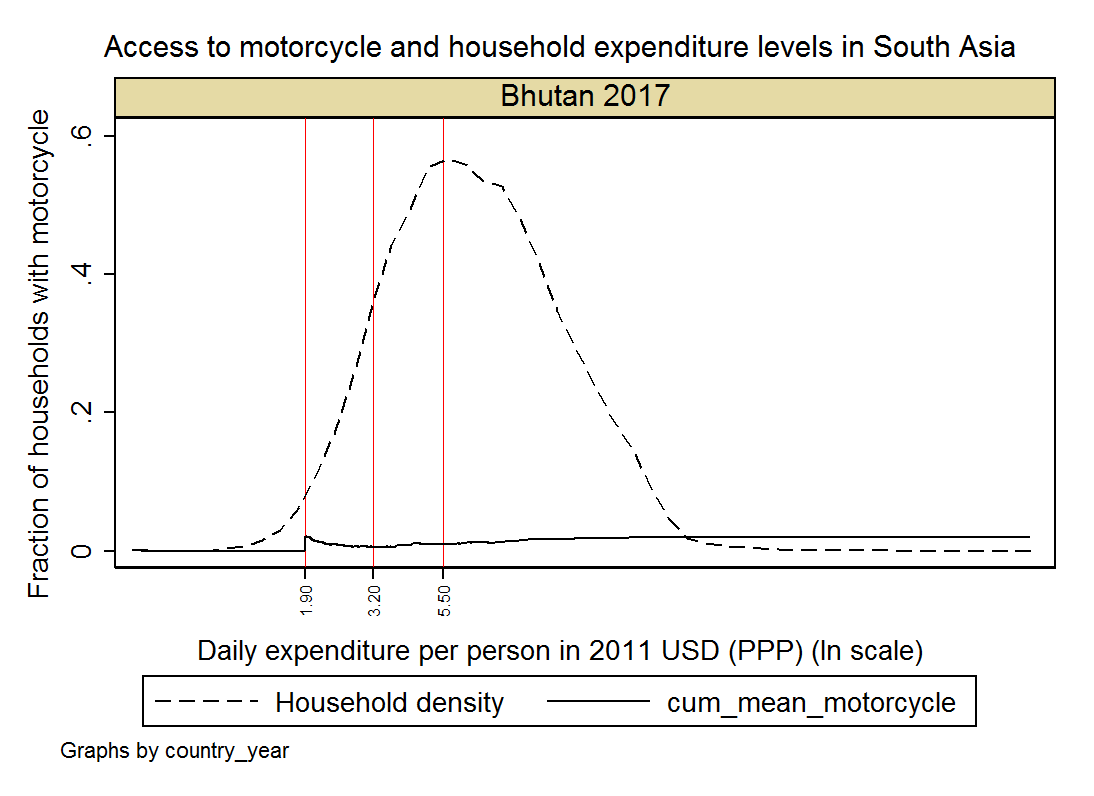 Access to motorcycle and household expenditure levels in South Asia
Bhutan 2017
Fraction of households with motorcycle
.6
.4
.2
0
1.90
3.20
5.50
Daily expenditure per person in 2011 USD (PPP) (ln scale)
Household density
cum_mean_motorcycle
Graphs by country_year